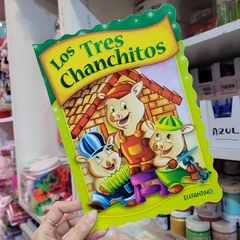 Los Tres
Chanchitos
ELEFANTINO
AZUL